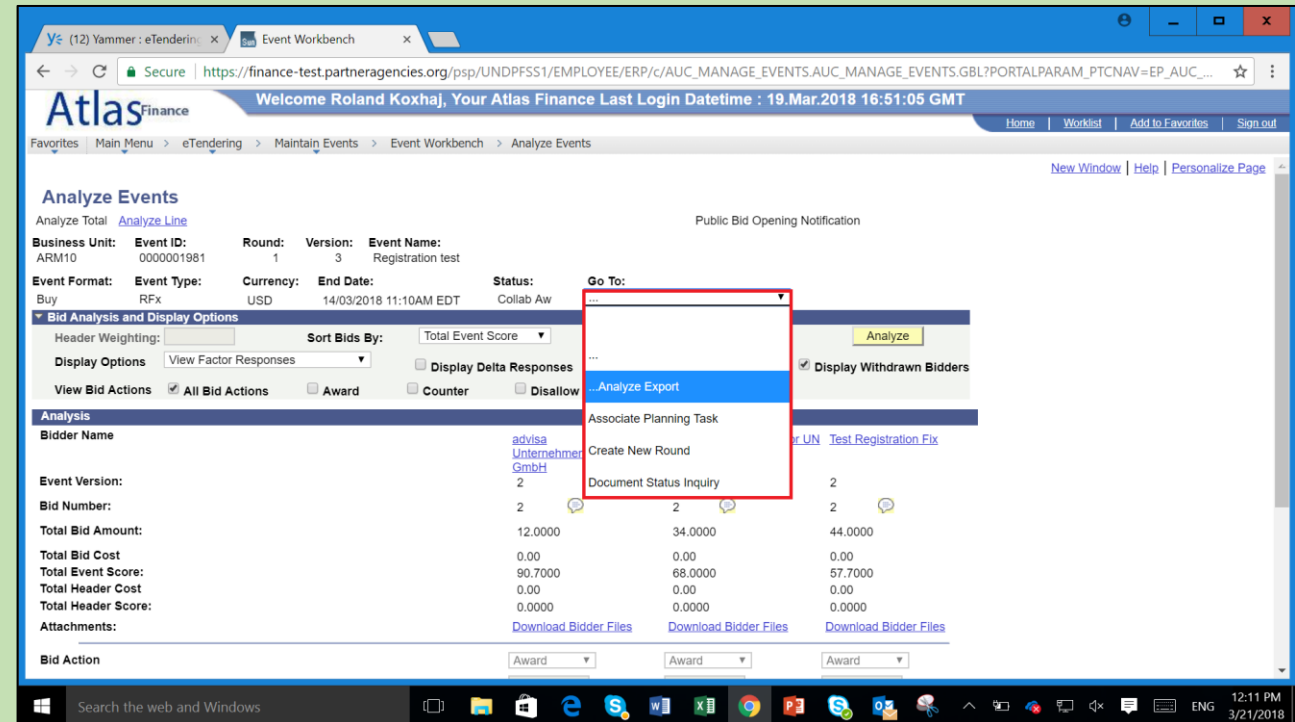 (12) Yammer : eTendering
Event Workbench
Secure | https://finance-test.partneragencies.org/psp/UNDPFSS1/EMPLOYEE/ERP/c/AUC_MANAGE_EVENTS.AUC_MANAGE_EVENTS.GBL?PORTALPARAM_PTCNAV=EP_AUC_...
Atlas Finance
Welcome Roland Koxhaj, Your Atlas Finance Last Login Datetime : 19.Mar.2018 16:51:05 GMT
Home | Worklist | Add to Favorites | Sign out
Favorites Main Menu > eTendering > Maintain Events > Event Workbench > Analyze Events
New Window | Help | Personalize Page
Analyze Events
Analyze Total Analyze Line Public Bid Opening Notification
Business Unit: Event ID: Round: Version: Event Name:
ARM10 0000001981 1 3 Registration test
Event Format: Event Type: Currency: End Date: Status: Go To:
Buy RFx USD 14/03/2018 11:10AM EDT Collab Aw ...
Bid Analysis and Display Options
Header Weighting: Sort Bids By: Total Event Score Analyze
Display Options View Factor Responses Display Delta Responses ... Display Withdrawn Bidders
View Bid Actions All Bid Actions Award Counter Disallow ...Analyze Export
Analysis
Associate Planning Task
Bidder Name advisa Unternehmen or UN Test Registration Fix
GmbH
Create New Round
Event Version: 2 Document Status Inquiry 2
Bid Number: 2 2 2
Total Bid Amount: 12.0000 34.0000 44.0000
Total Bid Cost 0.00 0.00 0.00
Total Event Score: 90.7000 68.0000 57.7000
Total Header Cost 0.00 0.00 0.00
Total Header Score: 0.0000 0.0000 0.0000
Attachments: Download Bidder Files Download Bidder Files Download Bidder Files
Bid Action Award Award Award
Search the web and Windows
ENG 12:11 PM
3/21/2018